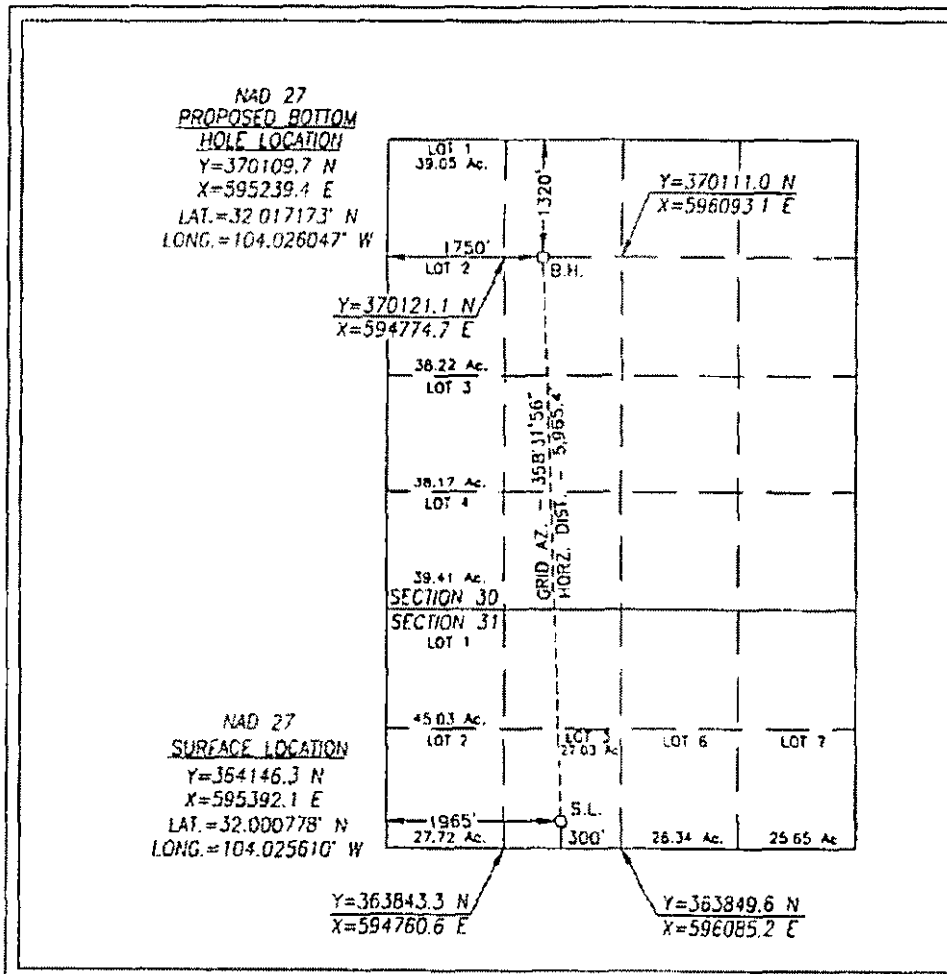 NAD 27
PROPOSED BOTTOM
HOLE LOCATION
Y=370109.7 N
X=595239.4 E
LAT.=32.017173° N
LONG.=104.026047° W
LOT 1
39.05 Ac.
1320'
Y=370111.0 N
X=596093.1 E
1750'
LOT 2
B.H.
Y=370121.1 N
X=594774.7 E
38.22 Ac.
LOT 3
GRID AZ. - 358°31'56"
HORZ. DIST. - 5,965.4'
38.17 Ac.
LOT 4
39.41 Ac.
SECTION 30
SECTION 31
LOT 1
45.03 Ac.
LOT 2
LOT 5
27.03 Ac
LOT 6
LOT 7
NAD 27
SURFACE LOCATION
Y=364146.3 N
X=595392.1 E
LAT.=32.000778° N
LONG.=104.025610° W
S.L.
1965'
27.72 Ac.
300'
26.34 Ac.
25.65 Ac
Y=363843.3 N
X=594760.6 E
Y=363849.6 N
X=596085.2 E